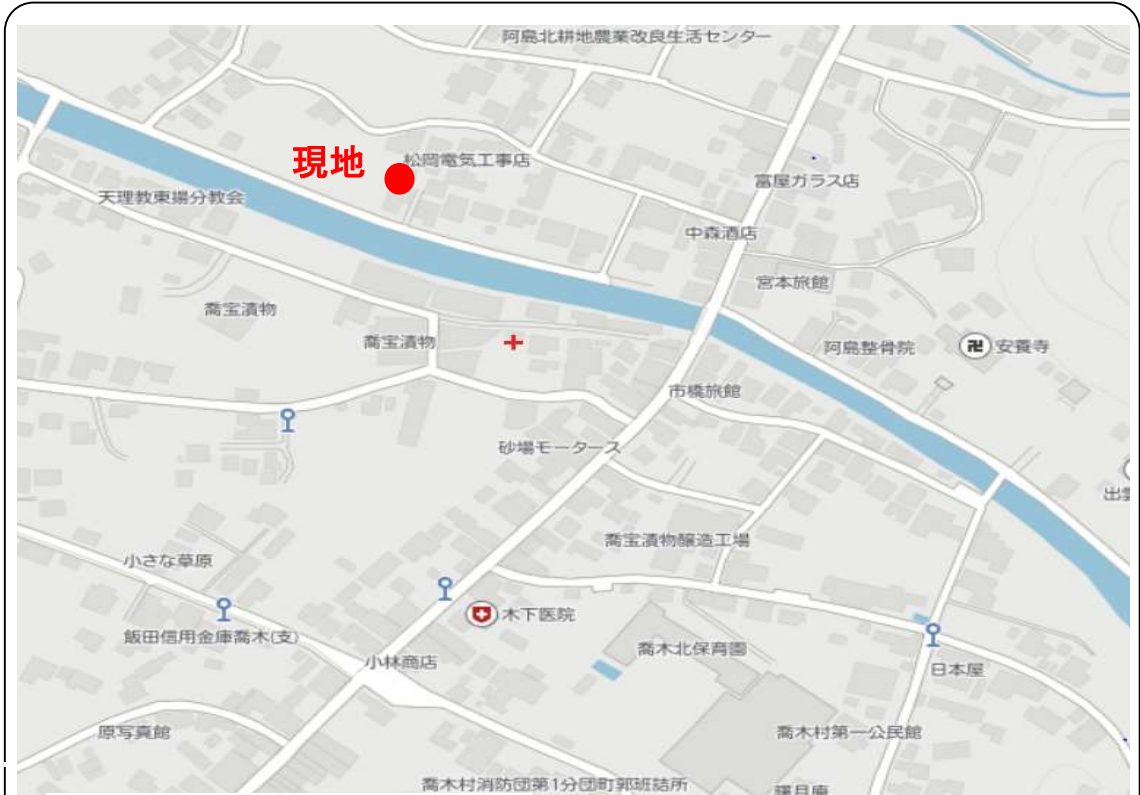 阿島北耕地農業改良生活センター
現地
松岡電気工事店
富屋ガラス店
天理教東揚分教会
中森酒店
宮本旅館
喬宝漬物
喬宝漬物
阿島整骨院
卍
安養寺
市橋旅館
砂場モータース
出雲
喬宝漬物醸造工場
小さな草原
木下医院
飯田信用金庫喬木(支)
喬木北保育園
小林商店
日本屋
原写真館
喬木村第一公民館
喬木村消防団第1分団町郭班詰所